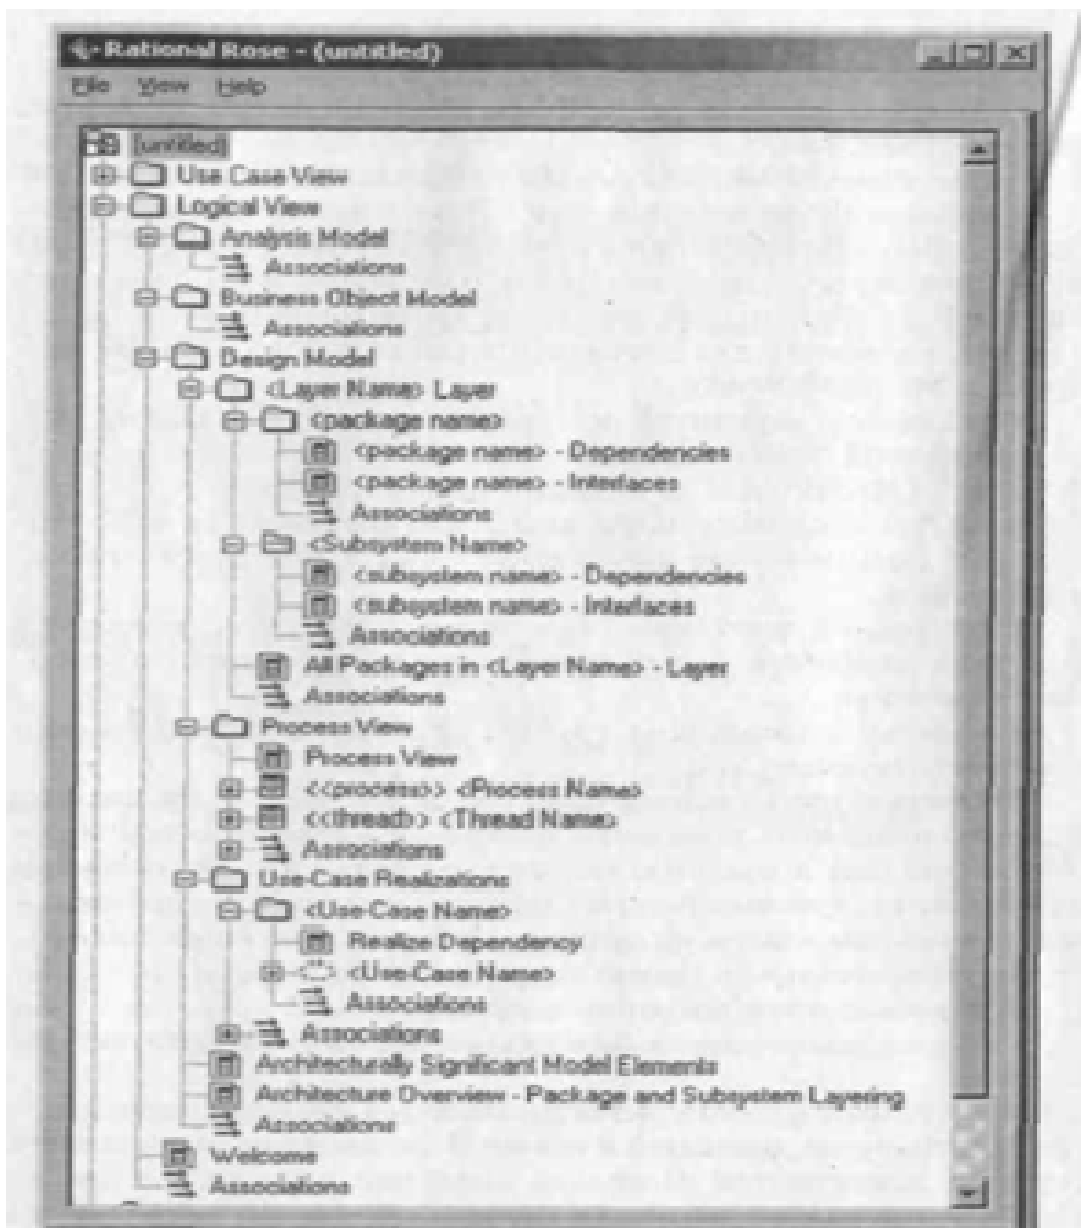 Rational Rose - (untitled)
File View Help
(untitled)
Use Case View
Logical View
Analysis Model
Associations
Business Object Model
Associations
Design Model
<Layer Name> Layer
<package name>
<package name> - Dependencies
<package name> - Interfaces
Associations
<Subsystem Name>
<subsystem name> - Dependencies
<subsystem name> - Interfaces
Associations
All Packages in <Layer Name> - Layer
Associations
Process View
Process View
<<process>> <Process Name>
<<thread>> <Thread Name>
Associations
Use-Case Realizations
<Use-Case Name>
Realize Dependency
<Use-Case Name>
Associations
Associations
Architecturally Significant Model Elements
Architecture Overview - Package and Subsystem Layering
Associations
Welcome
Associations